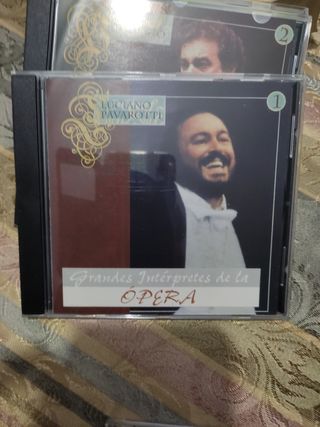 2
1
LUCIANO
PAVAROTTI
Grandes Intérpretes de la
ÓPERA